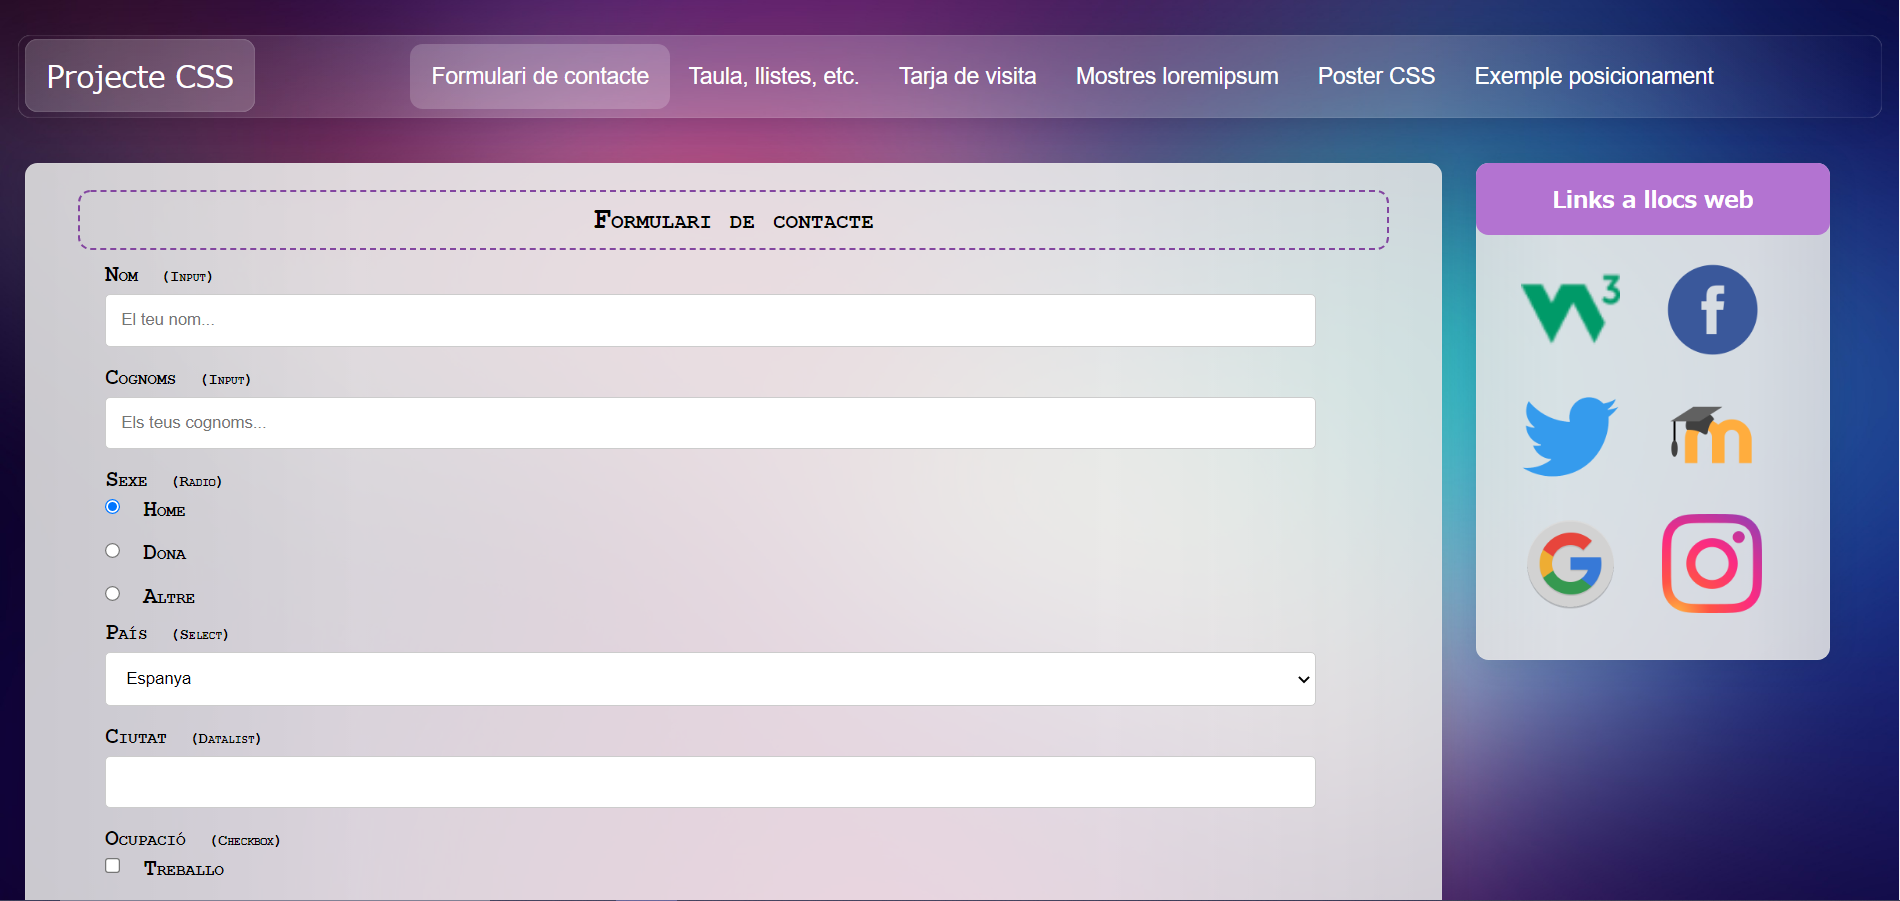 Projecte CSS
Formulari de contacte
Taula, llistes, etc.
Tarja de visita
Mostres loremipsum
Poster CSS
Exemple posicionament
Formulari de contacte
Nom (Input)
El teu nom...
Cognoms (Input)
Els teus cognoms...
Sexe (Radio)
Home
Dona
Altre
País (Select)
Espanya
Ciutat (Datalist)
Ocupació (Checkbox)
Treballo
Links a llocs web
W3
f
m
G